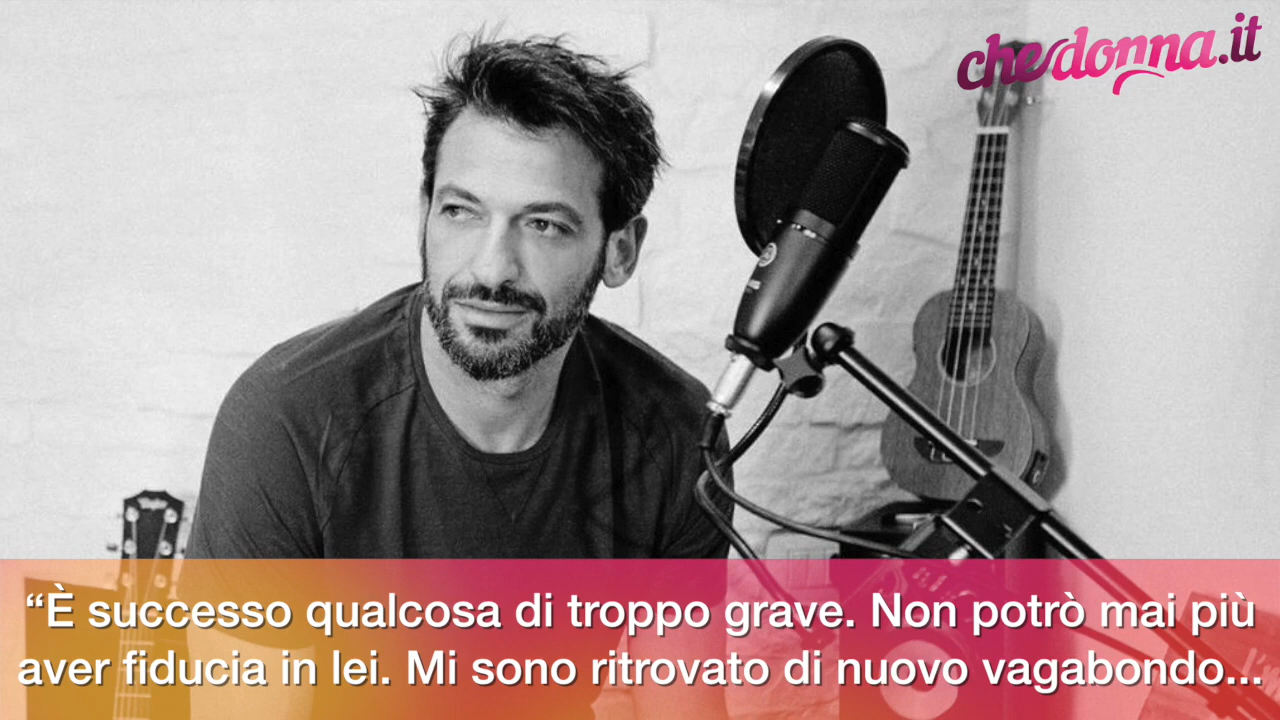 chedonna.it
“È successo qualcosa di troppo grave. Non potrò mai più
aver fiducia in lei. Mi sono ritrovato di nuovo vagabondo...